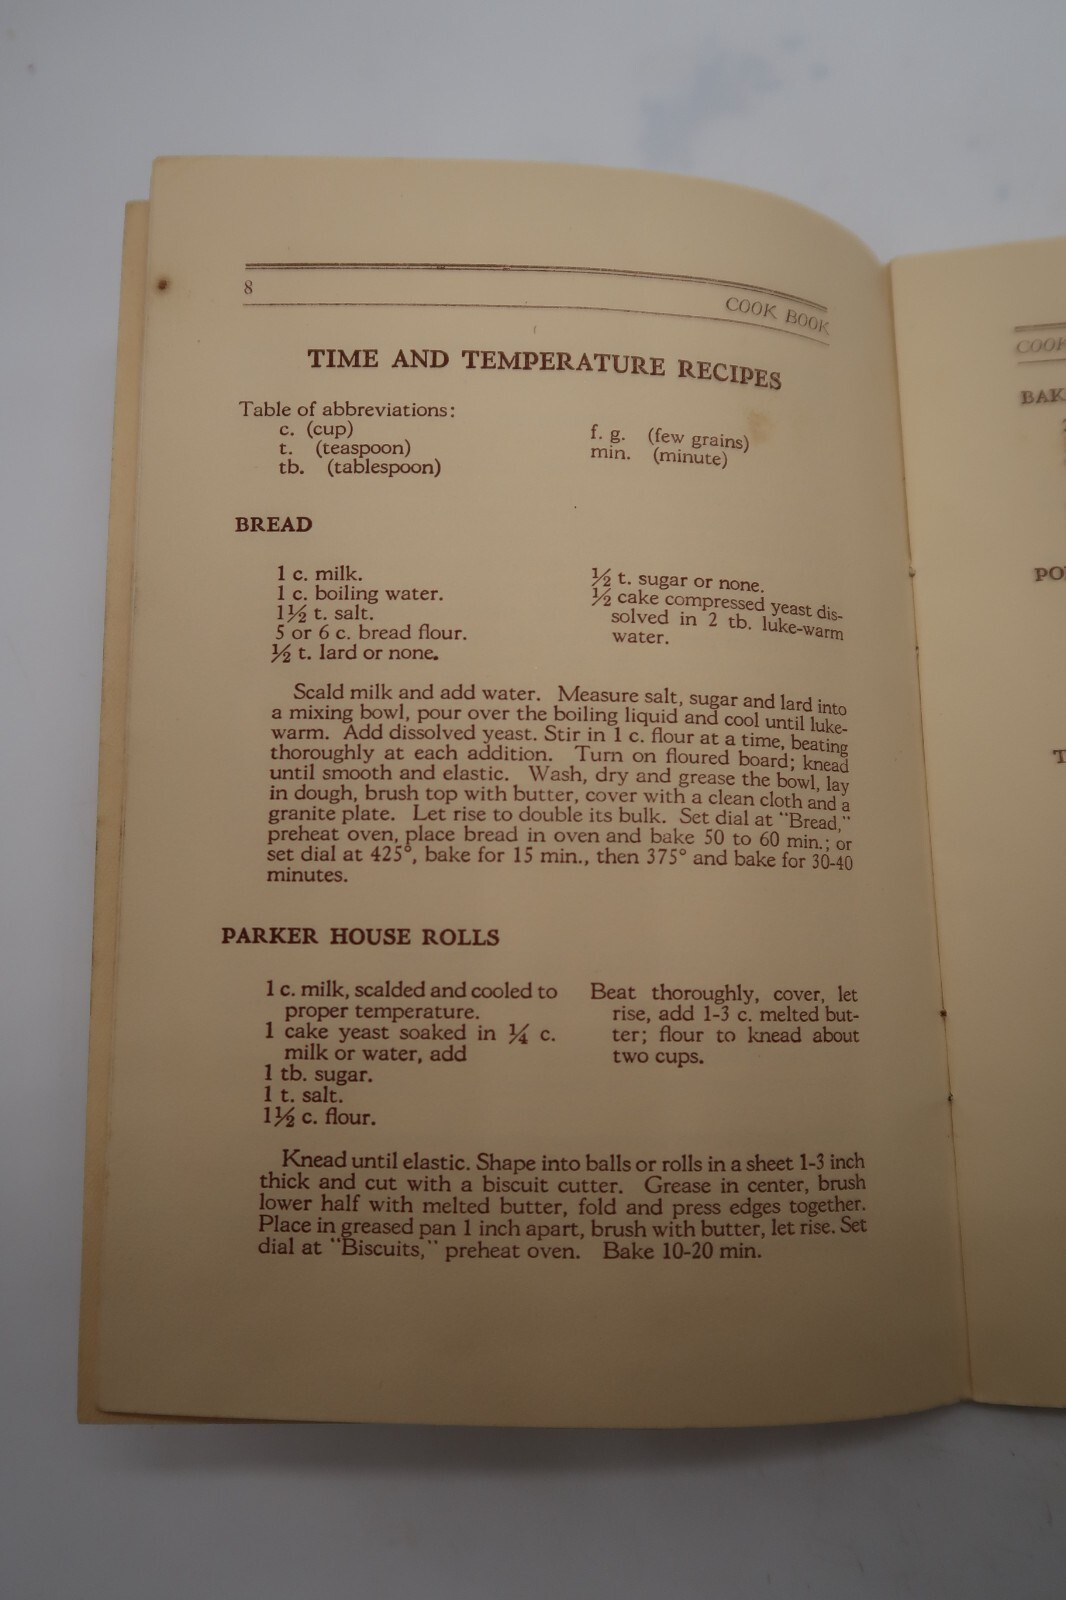 8
COOK BOOK
TIME AND TEMPERATURE RECIPES
Table of abbreviations:
c. (cup)
t. (teaspoon)
tb. (tablespoon)
f. g. (few grains)
min. (minute)
BREAD
1 c. milk.
1 c. boiling water.
1½ t. salt.
5 or 6 c. bread flour.
½ t. lard or none.
½ t. sugar or none.
½ cake compressed yeast dis-
solved in 2 tb. luke-warm
water.
Scald milk and add water. Measure salt, sugar and lard into
a mixing bowl, pour over the boiling liquid and cool until luke-
warm. Add dissolved yeast. Stir in 1 c. flour at a time, beating
thoroughly at each addition. Turn on floured board; knead
until smooth and elastic. Wash, dry and grease the bowl, lay
in dough, brush top with butter, cover with a clean cloth and a
granite plate. Let rise to double its bulk. Set dial at "Bread,"
preheat oven, place bread in oven and bake 50 to 60 min.; or
set dial at 425°, bake for 15 min., then 375° and bake for 30-40
minutes.
PARKER HOUSE ROLLS
1 c. milk, scalded and cooled to
proper temperature.
1 cake yeast soaked in ¼ c.
milk or water, add
1 tb. sugar.
1 t. salt.
1½ c. flour.
Beat thoroughly, cover, let
rise, add 1-3 c. melted but-
ter; flour to knead about
two cups.
Knead until elastic. Shape into balls or rolls in a sheet 1-3 inch
thick and cut with a biscuit cutter. Grease in center, brush
lower half with melted butter, fold and press edges together.
Place in greased pan 1 inch apart, brush with butter, let rise. Set
dial at "Biscuits," preheat oven. Bake 10-20 min.
COOK
BAK
PO
T